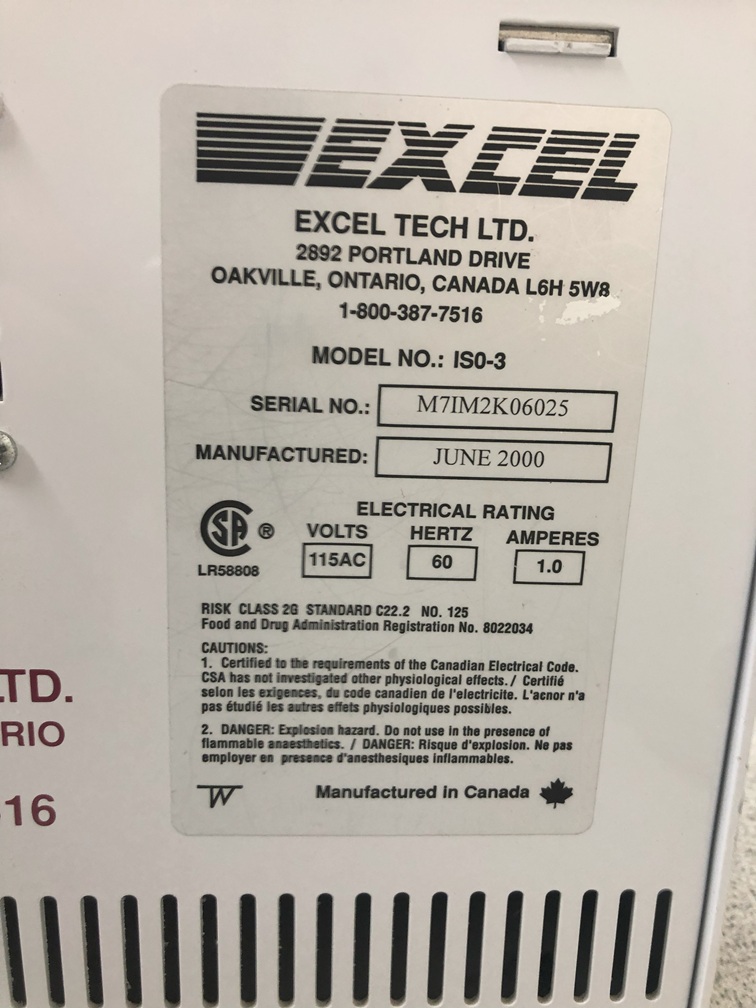 EXCEL
EXCEL TECH LTD.
2892 PORTLAND DRIVE
OAKVILLE, ONTARIO, CANADA L6H 5W8
1-800-387-7516
MODEL NO.: IS0-3
SERIAL NO.: M7IM2K06025
MANUFACTURED: JUNE 2000
ELECTRICAL RATING
VOLTS HERTZ AMPERES
115AC 60 1.0
SA ®
LR58808
RISK CLASS 2G STANDARD C22.2 NO. 125
Food and Drug Administration Registration No. 8022034
CAUTIONS:
1. Certified to the requirements of the Canadian Electrical Code.
CSA has not investigated other physiological effects. / Certifié
selon les exigences, du code canadien de l'electricite. L'acnor n'a
pas étudié les autres effets physiologiques possibles.
2. DANGER: Explosion hazard. Do not use in the presence of
flammable anaesthetics. / DANGER: Risque d'explosion. Ne pas
employer en presence d'anesthesiques inflammables.
Manufactured in Canada
LTD.
RIO
16